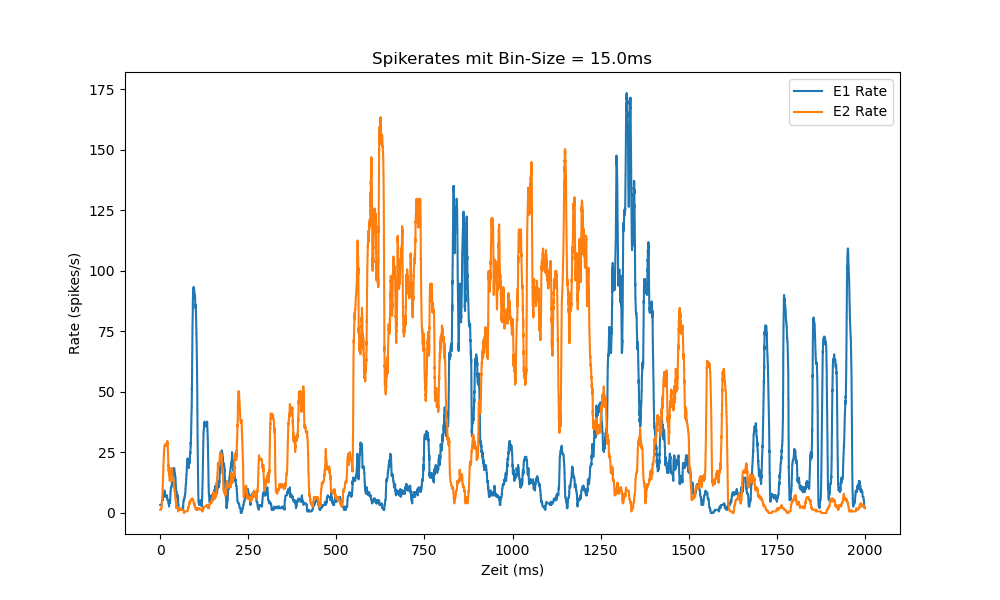 Spikerates mit Bin-Size = 15.0ms
E1 Rate
E2 Rate
175
150
125
100
75
50
25
0
Rate (spikes/s)
0 250 500 750 1000 1250 1500 1750 2000
Zeit (ms)